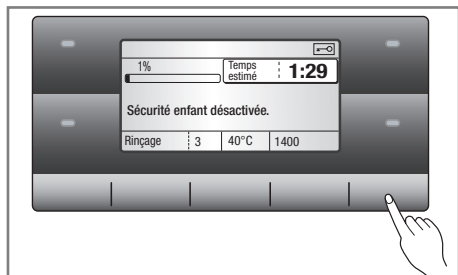 1%
Temps
estimé
1:29
Sécurité enfant désactivée.
Rinçage 3 40°C 1400